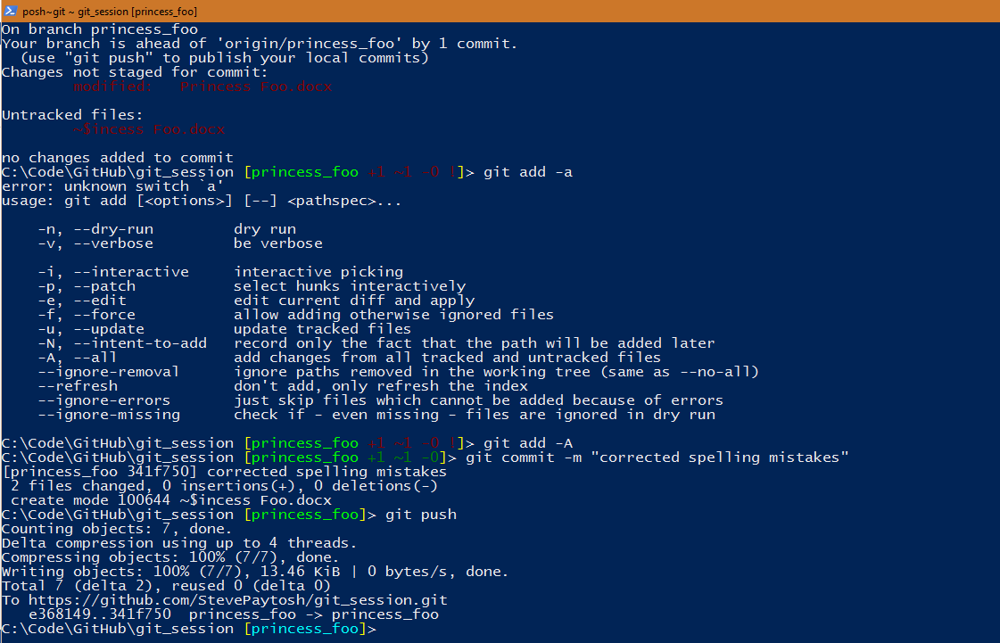 posh~git ~ git_session [princess_foo]
On branch princess_foo
Your branch is ahead of 'origin/princess_foo' by 1 commit.
  (use "git push" to publish your local commits)
Changes not staged for commit:
        modified:   Princess Foo.docx

Untracked files:
        ~$incess Foo.docx

no changes added to commit
C:\Code\GitHub\git_session [princess_foo +1 ~1 -0 !]> git add -a
error: unknown switch `a'
usage: git add [<options>] [--] <pathspec>...

    -n, --dry-run         dry run
    -v, --verbose         be verbose

    -i, --interactive     interactive picking
    -p, --patch           select hunks interactively
    -e, --edit            edit current diff and apply
    -f, --force           allow adding otherwise ignored files
    -u, --update          update tracked files
    -N, --intent-to-add   record only the fact that the path will be added later
    -A, --all             add changes from all tracked and untracked files
    --ignore-removal      ignore paths removed in the working tree (same as --no-all)
    --refresh             don't add, only refresh the index
    --ignore-errors       just skip files which cannot be added because of errors
    --ignore-missing      check if - even missing - files are ignored in dry run

C:\Code\GitHub\git_session [princess_foo +1 ~1 -0 !]> git add -A
C:\Code\GitHub\git_session [princess_foo +1 ~1 -0]> git commit -m "corrected spelling mistakes"
[princess_foo 341f750] corrected spelling mistakes
 2 files changed, 0 insertions(+), 0 deletions(-)
 create mode 100644 ~$incess Foo.docx
C:\Code\GitHub\git_session [princess_foo]> git push
Counting objects: 7, done.
Delta compression using up to 4 threads.
Compressing objects: 100% (7/7), done.
Writing objects: 100% (7/7), 13.46 KiB | 0 bytes/s, done.
Total 7 (delta 2), reused 0 (delta 0)
To https://github.com/StevePaytosh/git_session.git
   e368149..341f750  princess_foo -> princess_foo
C:\Code\GitHub\git_session [princess_foo]>